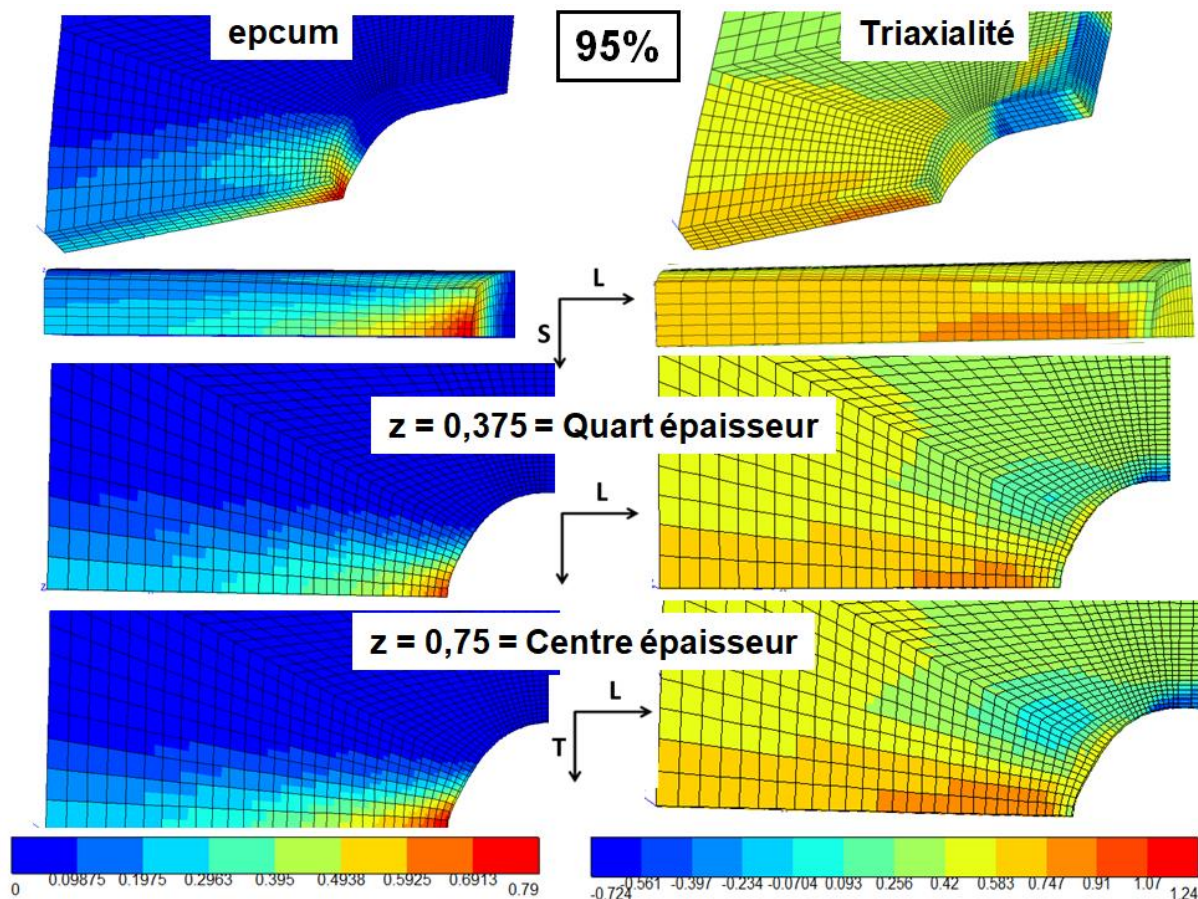 epcum
95%
Triaxialité
L
S
z = 0,375 = Quart épaisseur
L
z = 0,75 = Centre épaisseur
L
T
0 0.09875 0.1975 0.2963 0.395 0.4938 0.5925 0.6913 0.79
-0.724 -0.561 -0.397 -0.234 -0.0704 0.093 0.256 0.42 0.583 0.747 0.91 1.07 1.24